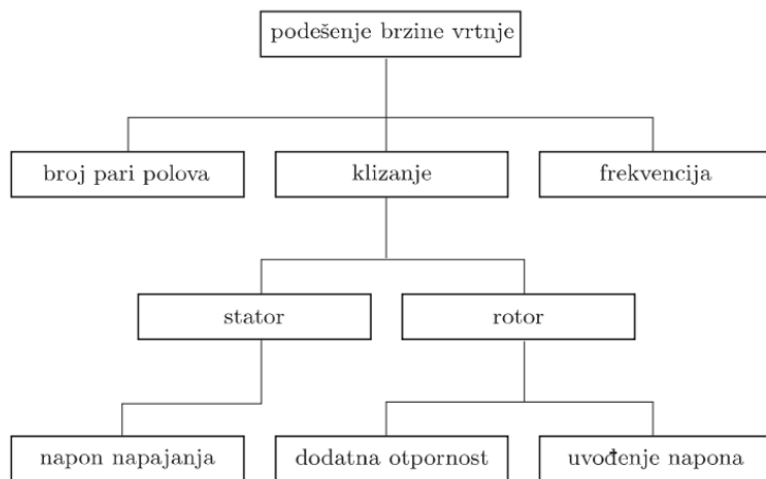 podešenje brzine vrtnje
broj pari polova
klizanje
frekvencija
stator
rotor
napon napajanja
dodatna otpornost
uvođenje napona